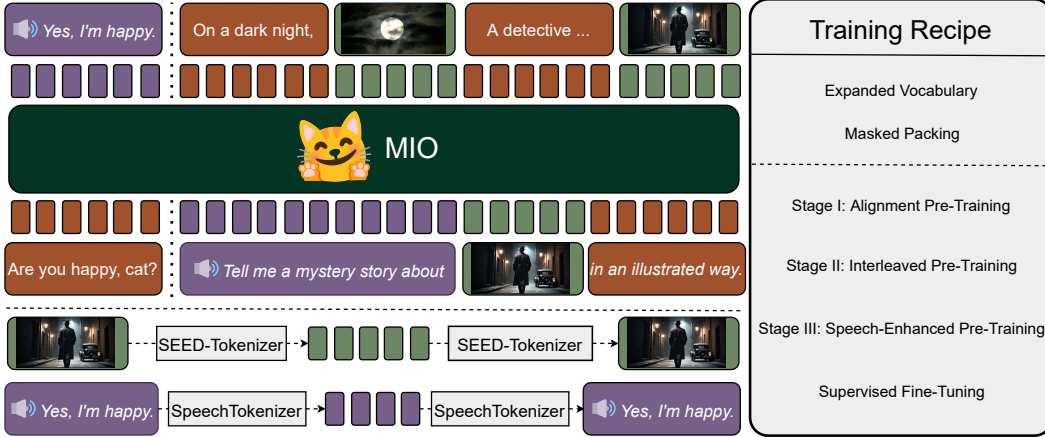 Yes, I'm happy.
On a dark night,
A detective ...
MIO
Are you happy, cat?
Tell me a mystery story about
in an illustrated way.
SEED-Tokenizer
SEED-Tokenizer
Yes, I'm happy.
SpeechTokenizer
SpeechTokenizer
Yes, I'm happy.
Training Recipe
Expanded Vocabulary
Masked Packing
Stage I: Alignment Pre-Training
Stage II: Interleaved Pre-Training
Stage III: Speech-Enhanced Pre-Training
Supervised Fine-Tuning